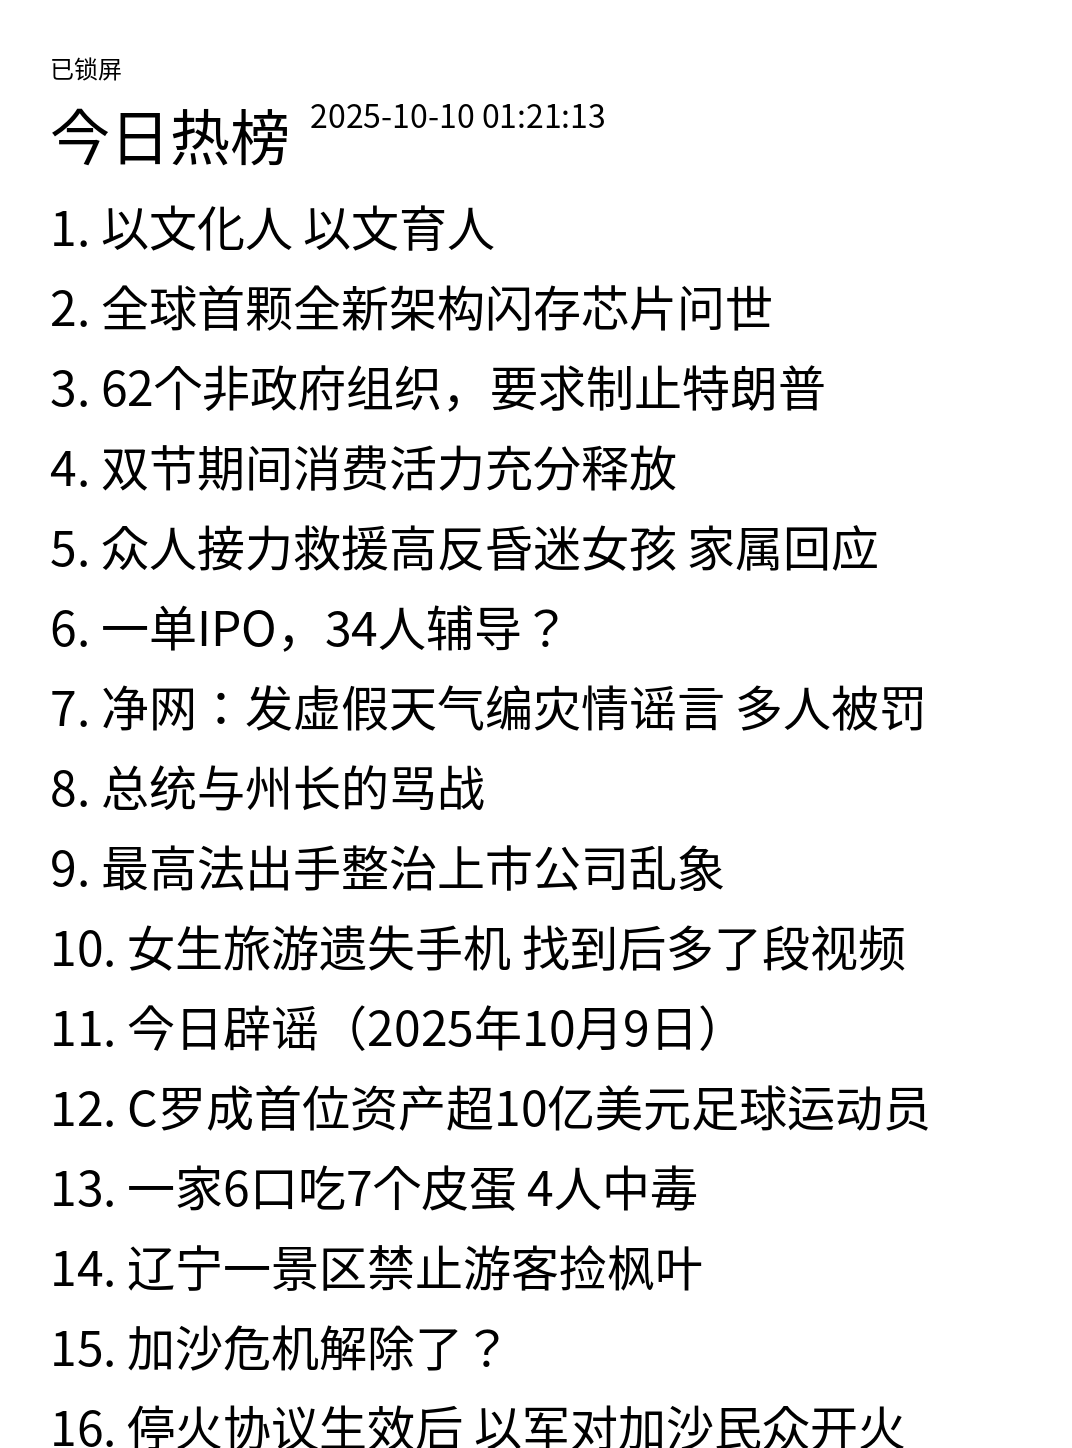 已锁屏
今日热榜 2025-10-10 01:21:13
1. 以文化人 以文育人
2. 全球首颗全新架构闪存芯片问世
3. 62个非政府组织，要求制止特朗普
4. 双节期间消费活力充分释放
5. 众人接力救援高反昏迷女孩 家属回应
6. 一单IPO，34人辅导？
7. 净网：发虚假天气编灾情谣言 多人被罚
8. 总统与州长的骂战
9. 最高法出手整治上市公司乱象
10. 女生旅游遗失手机 找到后多了段视频
11. 今日辟谣（2025年10月9日）
12. C罗成首位资产超10亿美元足球运动员
13. 一家6口吃7个皮蛋 4人中毒
14. 辽宁一景区禁止游客捡枫叶
15. 加沙危机解除了？
16. 停火协议生效后 以军对加沙民众开火